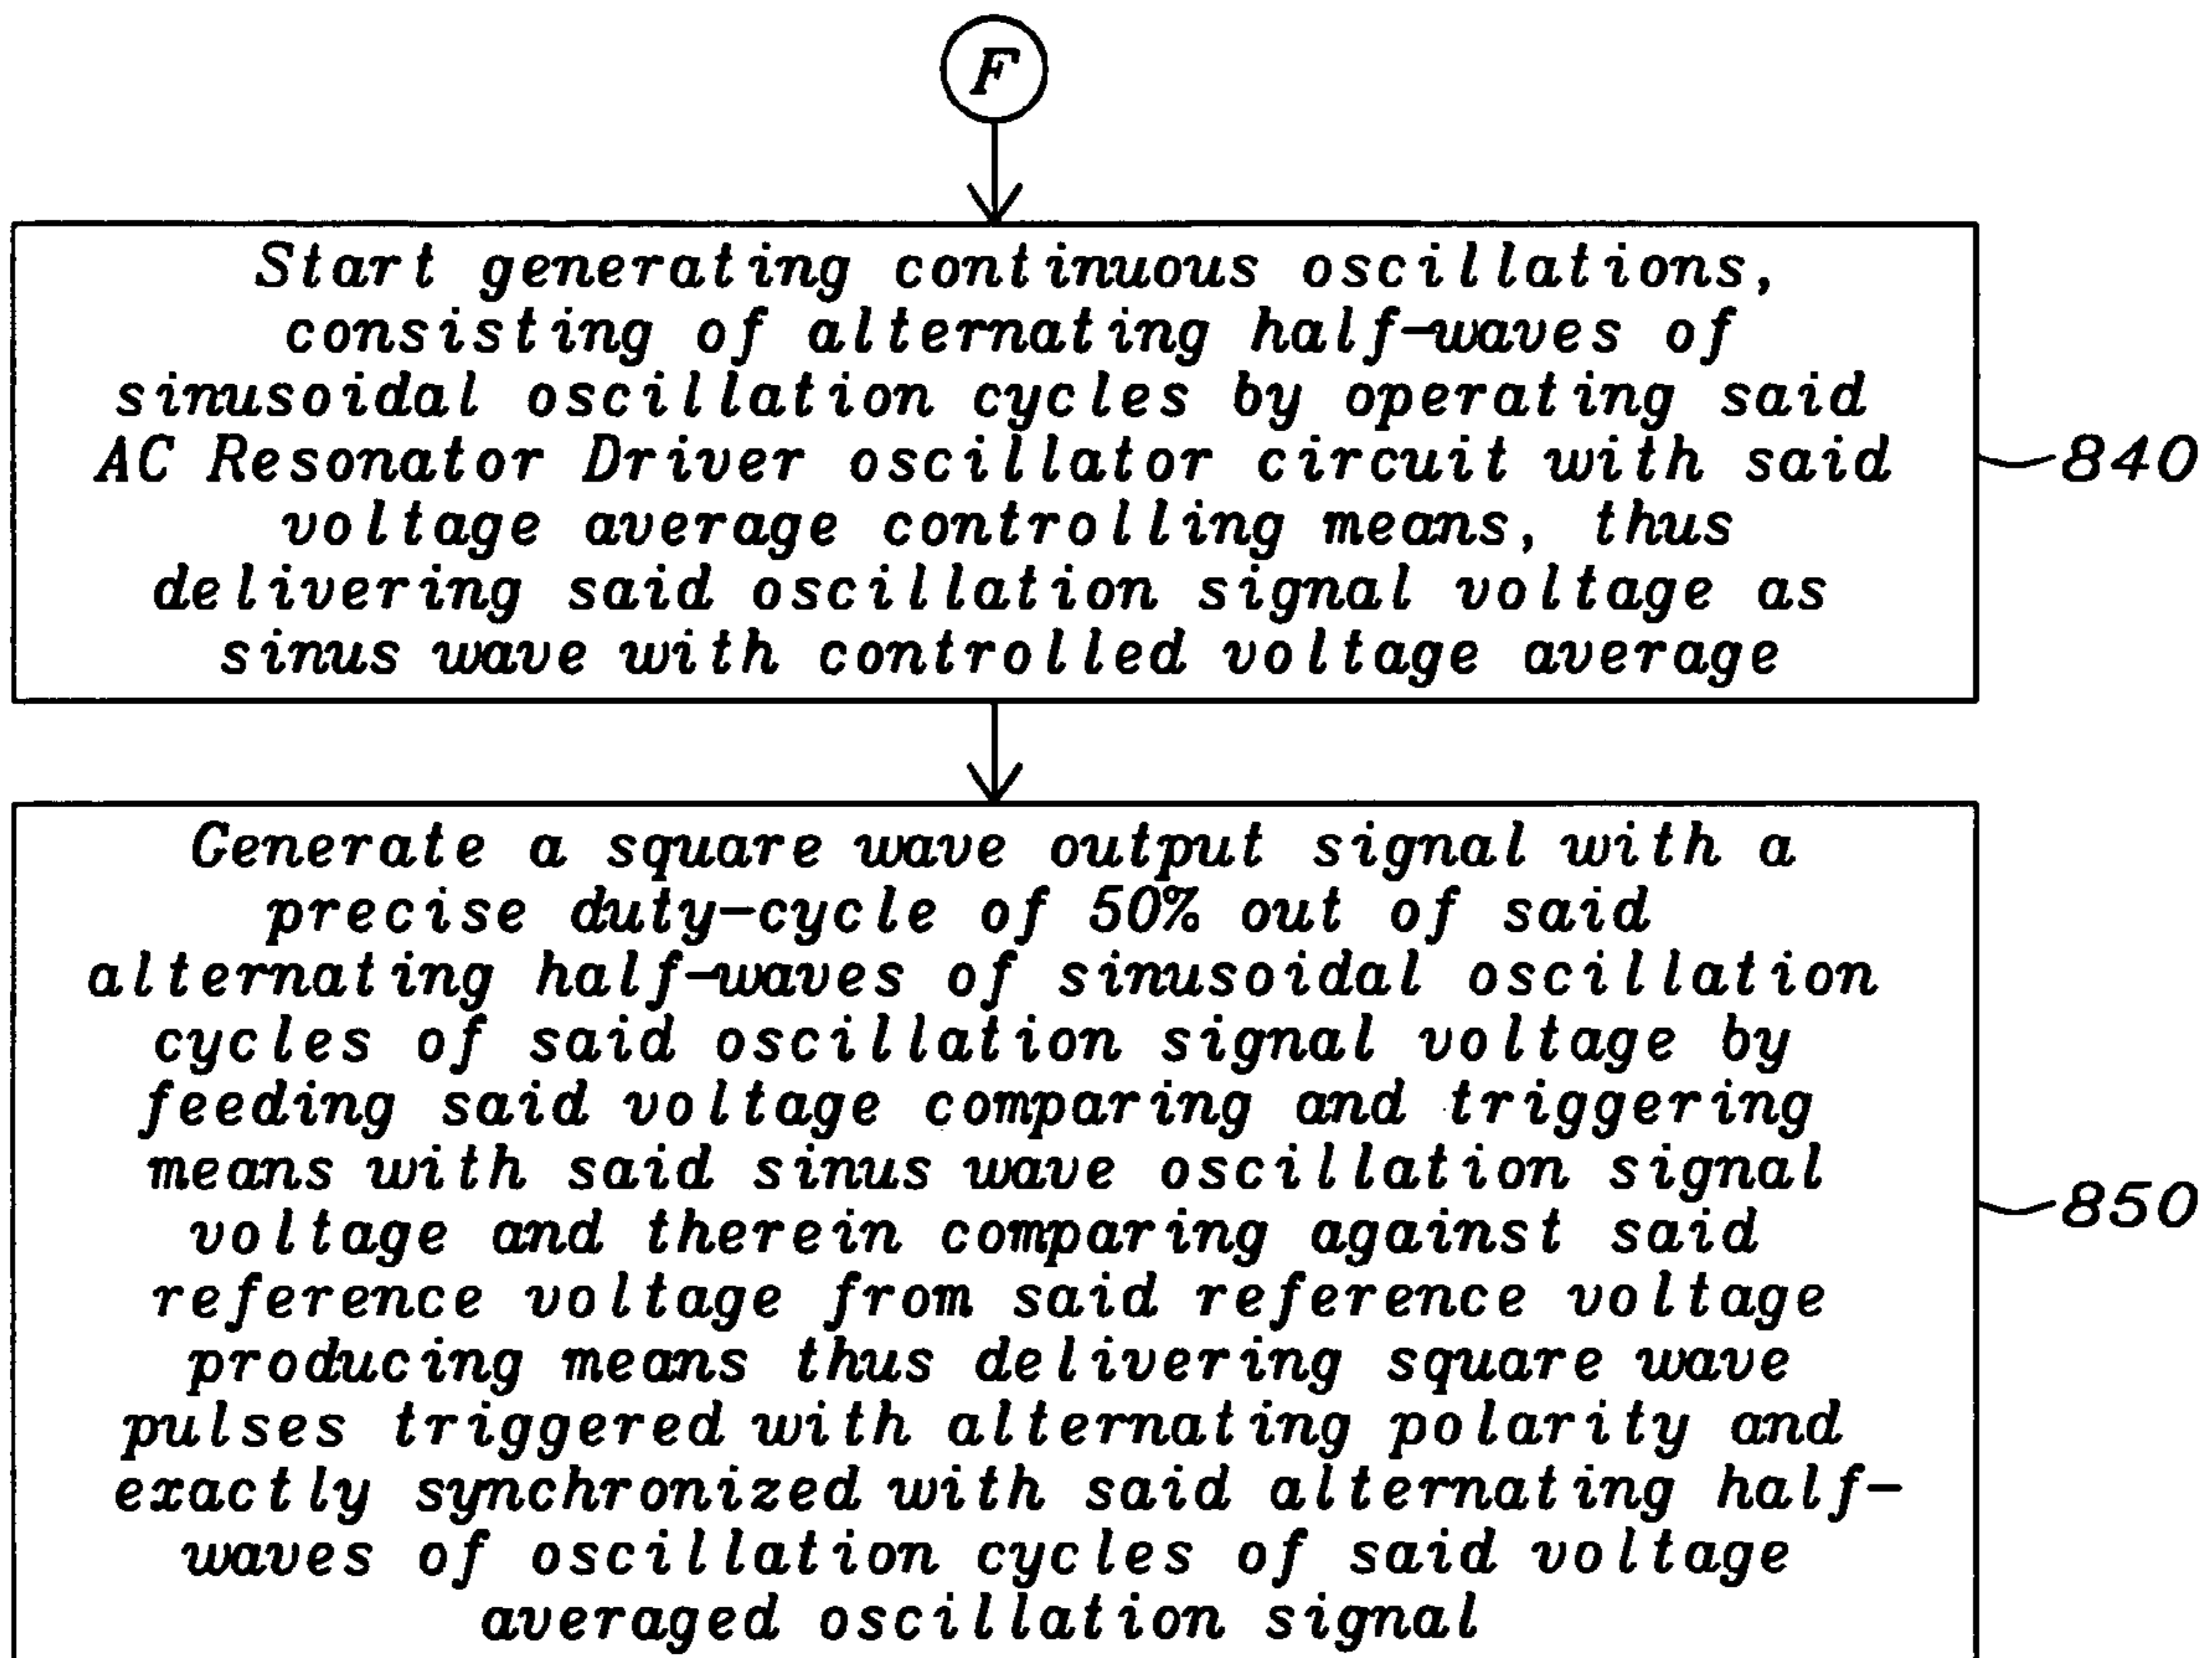 F
Start generating continuous oscillations,
consisting of alternating half-waves of
sinusoidal oscillation cycles by operating said
AC Resonator Driver oscillator circuit with said
voltage average controlling means, thus
delivering said oscillation signal voltage as
sinus wave with controlled voltage average
840
Generate a square wave output signal with a
precise duty-cycle of 50% out of said
alternating half-waves of sinusoidal oscillation
cycles of said oscillation signal voltage by
feeding said voltage comparing and triggering
means with said sinus wave oscillation signal
voltage and therein comparing against said
reference voltage from said reference voltage
producing means thus delivering square wave
pulses triggered with alternating polarity and
exactly synchronized with said alternating half-
waves of oscillation cycles of said voltage
averaged oscillation signal
850